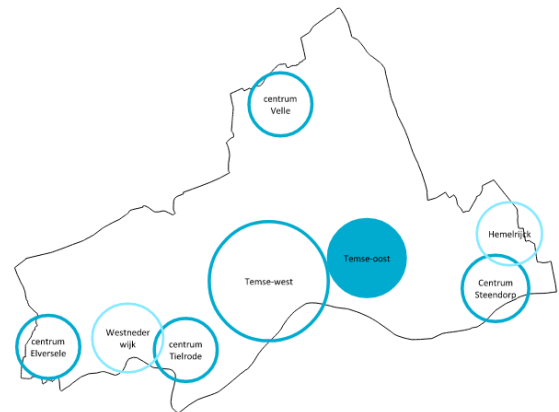 centrum
Velle
Hemelrijck
Temse-oost
Temse-west
Centrum
Steendorp
Westneder
wijk
centrum
Elversele
centrum
Tielrode